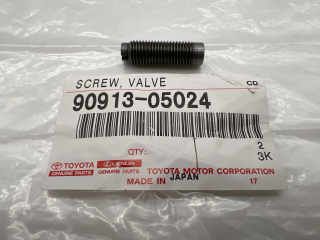 SCREW, VALVE CD
90913-05024
QTY: 2
3K
TOYOTA LEXUS TOYOTA MOTOR CORPORATION
GENUINE PARTS GENUINE PARTS
MADE IN JAPAN 17